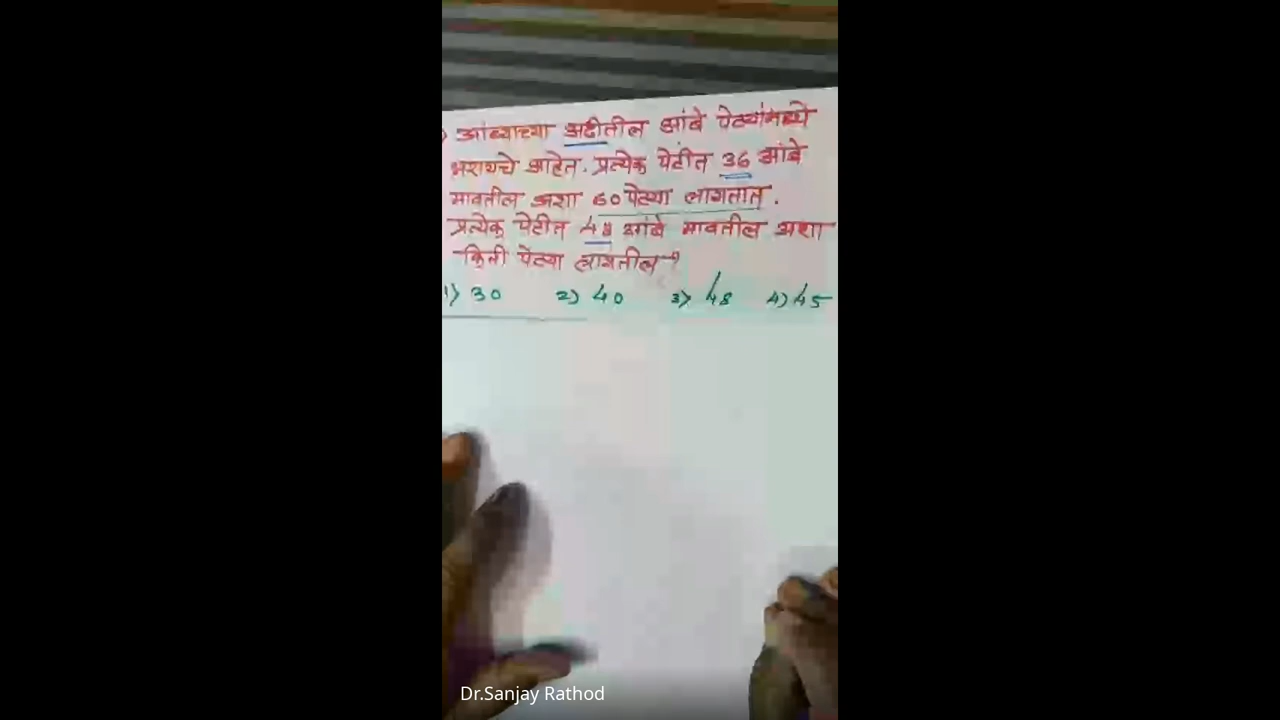 आंब्याच्या अढीतील आंबे पेट्यांमध्ये
भरायचे आहेत. प्रत्येक पेटीत 36 आंबे
मावतील अशा 60 पेट्या लागतात.
प्रत्येक पेटीत 48 आंबे मावतील अशा
किती पेट्या लागतील?
1) 30 2) 40 3) 48 4) 45
Dr.Sanjay Rathod